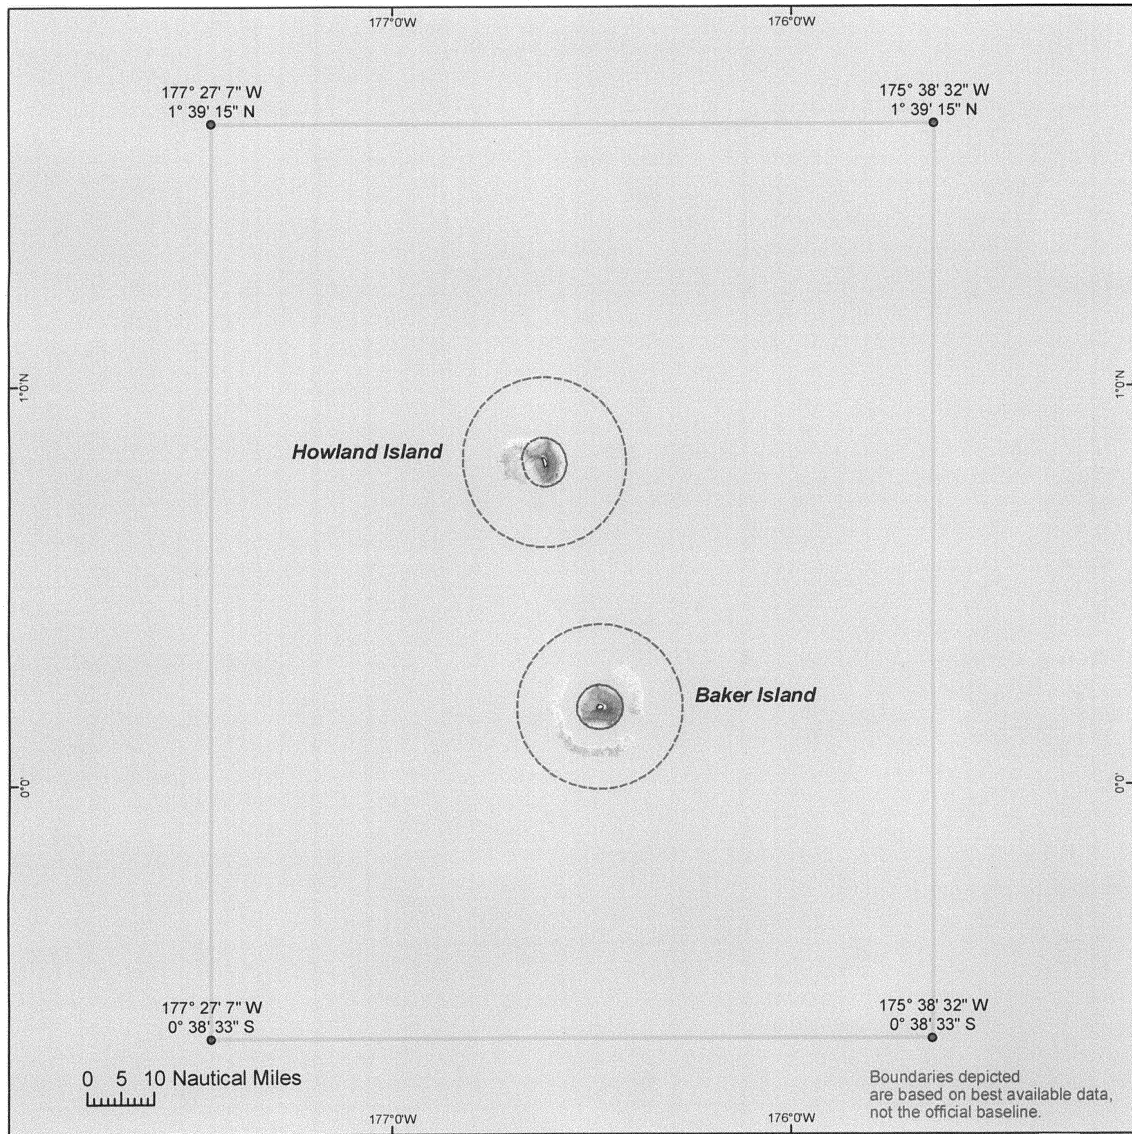 177°0'W
176°0'W
177° 27' 7" W
1° 39' 15" N
175° 38' 32" W
1° 39' 15" N
1°0'N
1°0'N
Howland Island
Baker Island
0°0'
0°0'
177° 27' 7" W
0° 38' 33" S
175° 38' 32" W
0° 38' 33" S
0 5 10 Nautical Miles
Boundaries depicted
are based on best available data,
not the official baseline.
177°0'W
176°0'W